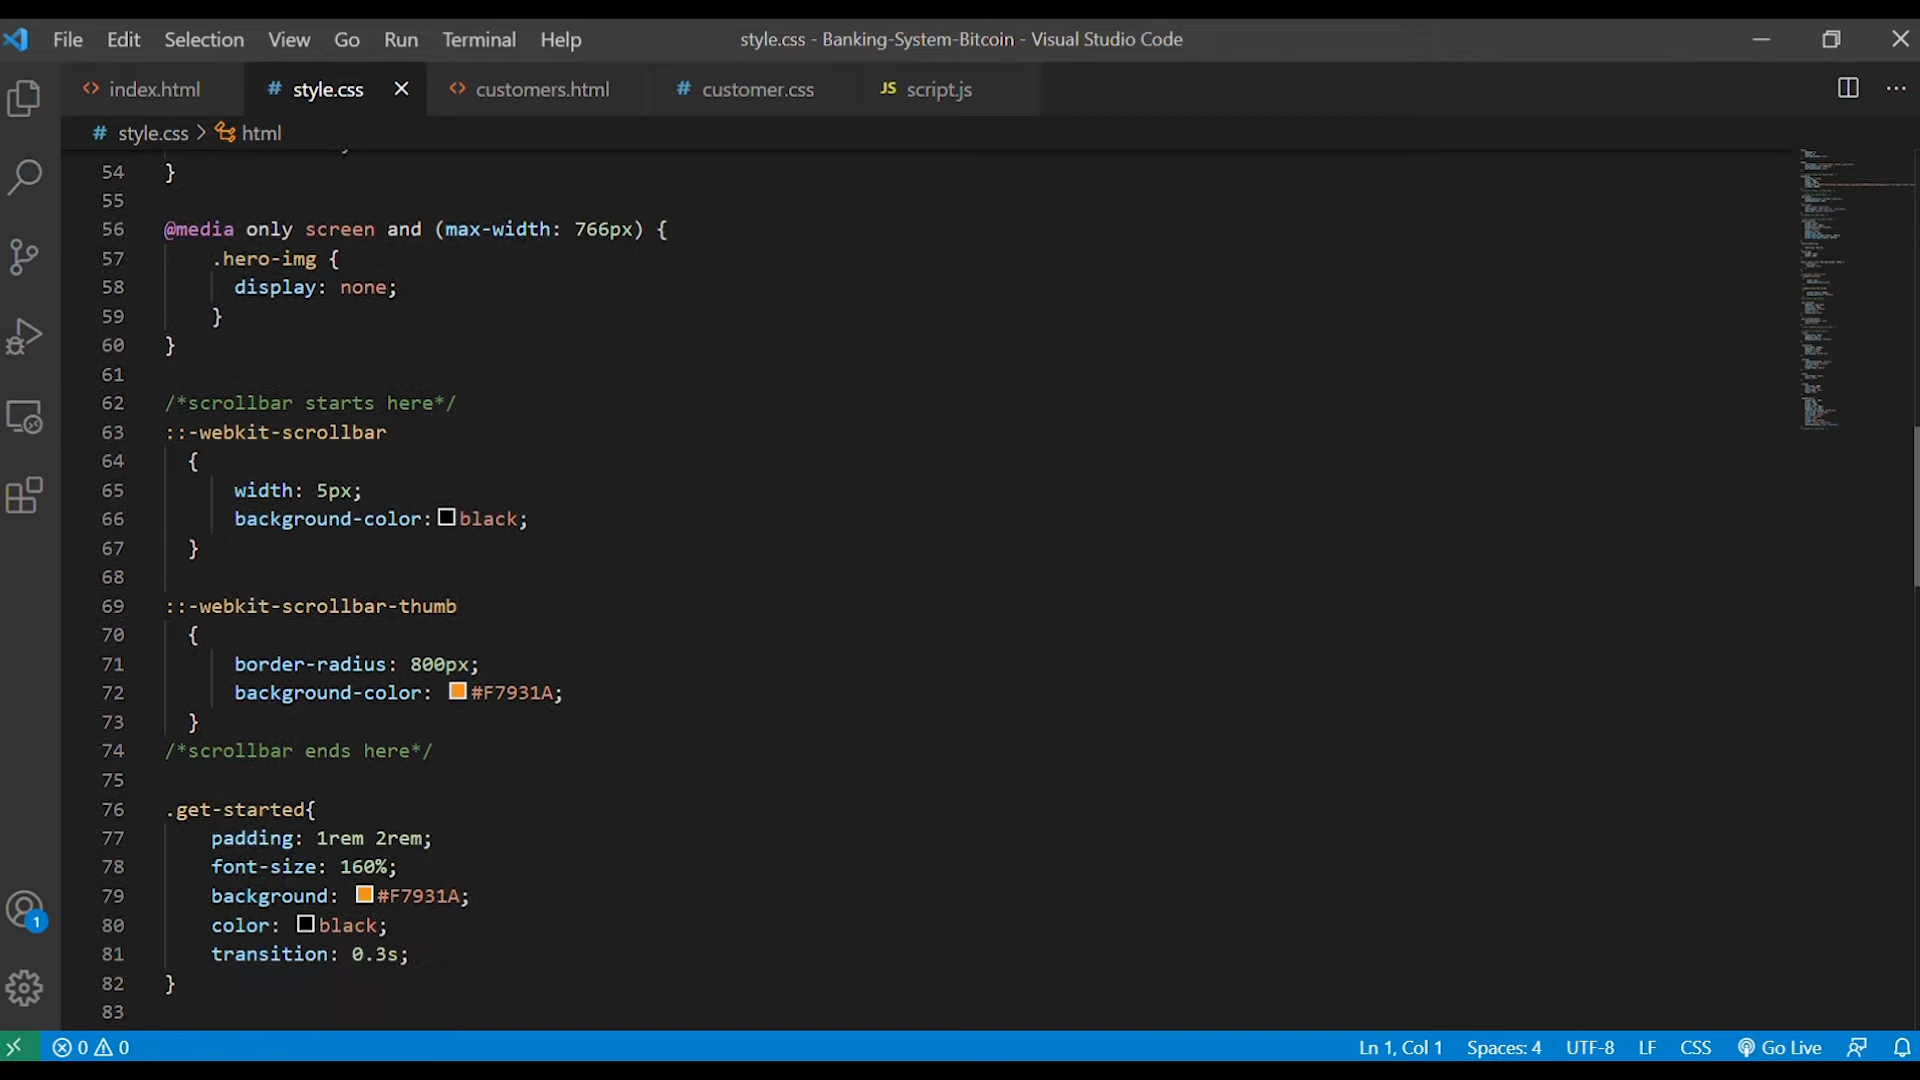 File Edit Selection View Go Run Terminal Help style.css - Banking-System-Bitcoin - Visual Studio Code
index.html # style.css customers.html # customer.css JS script.js
# style.css > html
54 }
55
56 @media only screen and (max-width: 766px) {
57 .hero-img {
58 display: none;
59 }
60 }
61
62 /*scrollbar starts here*/
63 ::-webkit-scrollbar
64 {
65 width: 5px;
66 background-color: black;
67 }
68
69 ::-webkit-scrollbar-thumb
70 {
71 border-radius: 800px;
72 background-color: #F7931A;
73 }
74 /*scrollbar ends here*/
75
76 .get-started{
77 padding: 1rem 2rem;
78 font-size: 160%;
79 background: #F7931A;
80 color: black;
81 transition: 0.3s;
82 }
83
1
0 0 Ln 1, Col 1 Spaces: 4 UTF-8 LF CSS Go Live